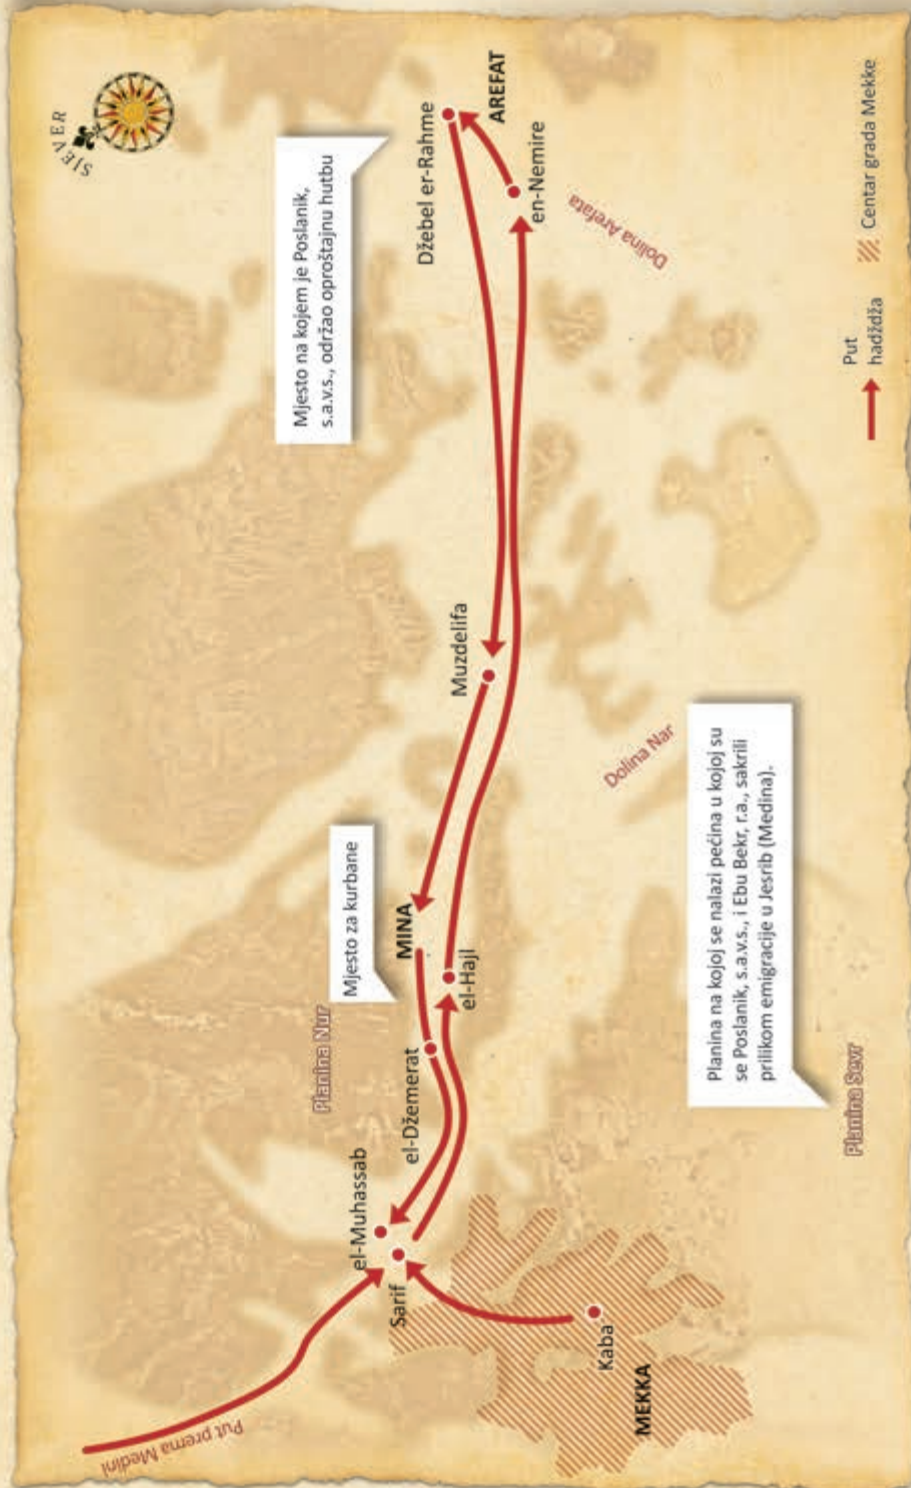 SJEVER
Mjesto na kojem je Poslanik,
s.a.v.s., održao oproštajnu hutbu
Džebel er-Rahme
AREFAT
en-Nemire
Dolina Arefata
Muzdelifa
Mjesto za kurbane
MINA
el-Hajf
Dolina Nar
Planina Nur
el-Džemerat
el-Muhassab
Sarif
Put prema Medini
Kaba
MEKKA
Planina na kojoj se nalazi pećina u kojoj su
se Poslanik, s.a.v.s., i Ebu Bekr, r.a., sakrili
prilikom emigracije u Jesrib (Medina).
Planina Sevr
Put
hadždža
Centar grada Mekke